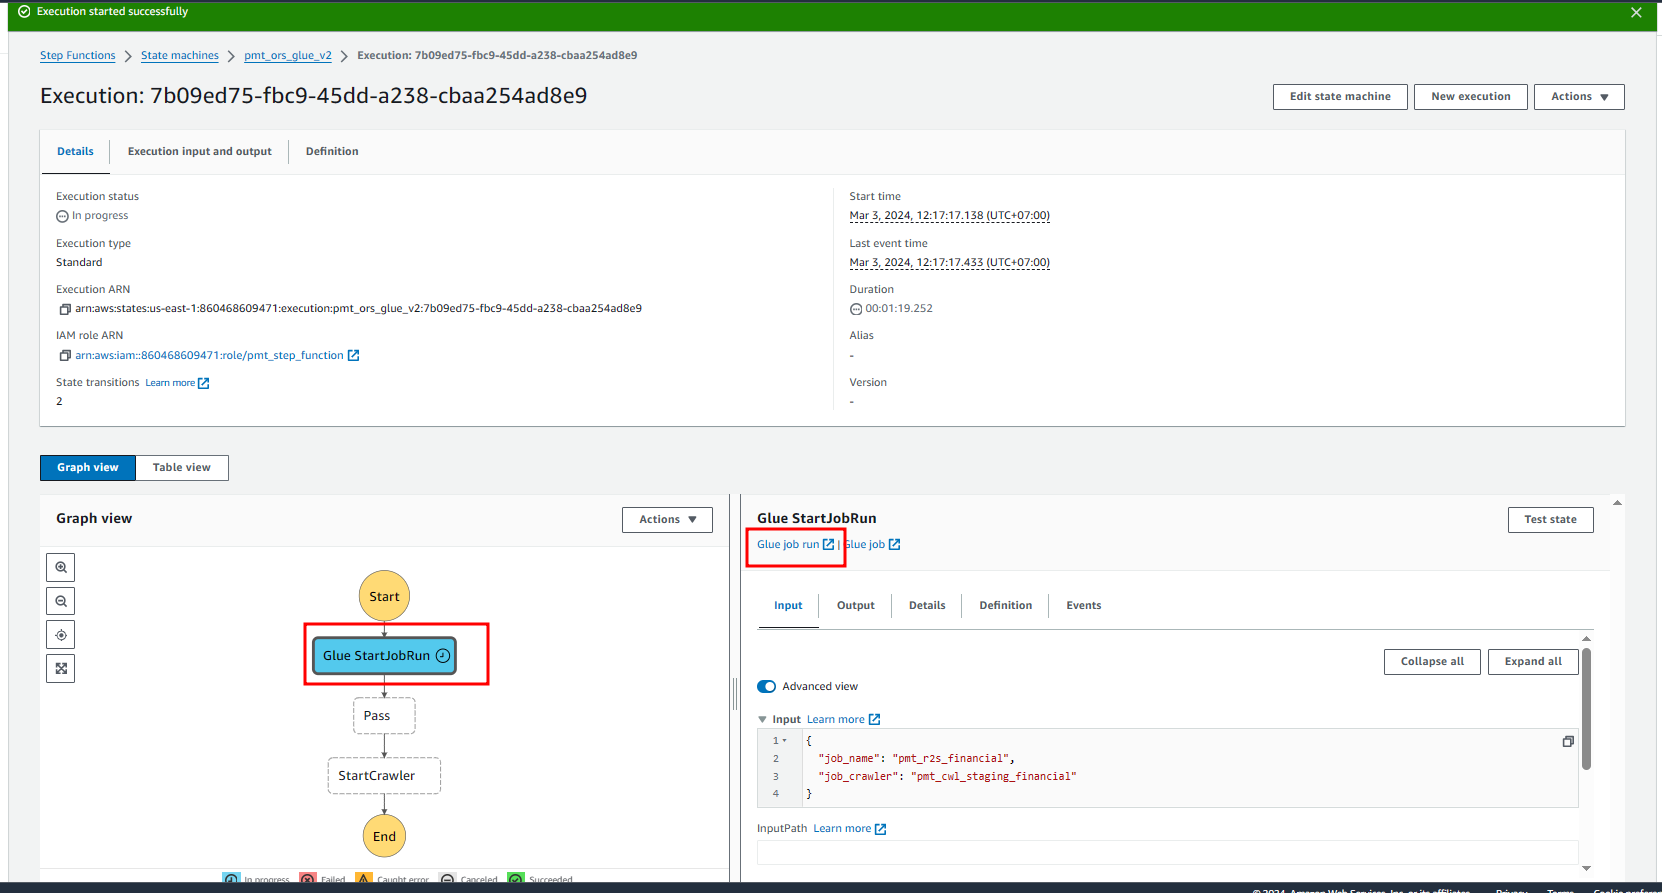 Execution started successfully
Step Functions > State machines > pmt_ors_glue_v2 > Execution: 7b09ed75-fbc9-45dd-a238-cbaa254ad8e9
Execution: 7b09ed75-fbc9-45dd-a238-cbaa254ad8e9
Edit state machine
New execution
Actions
Details
Execution input and output
Definition
Execution status
In progress
Execution type
Standard
Execution ARN
arn:aws:states:us-east-1:860468609471:execution:pmt_ors_glue_v2:7b09ed75-fbc9-45dd-a238-cbaa254ad8e9
IAM role ARN
arn:aws:iam::860468609471:role/pmt_step_function
State transitions Learn more
2
Start time
Mar 3, 2024, 12:17:17.138 (UTC+07:00)
Last event time
Mar 3, 2024, 12:17:17.433 (UTC+07:00)
Duration
00:01:19.252
Alias
-
Version
-
Graph view
Table view
Graph view
Actions
Start
Glue StartJobRun
Pass
StartCrawler
End
In progress Failed Caught error Canceled Succeeded
Glue StartJobRun
Test state
Glue job run | Glue job
Input
Output
Details
Definition
Events
Collapse all
Expand all
Advanced view
Input Learn more
1 {
2 "job_name": "pmt_r2s_financial",
3 "job_crawler": "pmt_cwl_staging_financial"
4 }
InputPath Learn more
© 2024, Amazon Web Services, Inc. or its affiliates. Privacy Terms Cookie